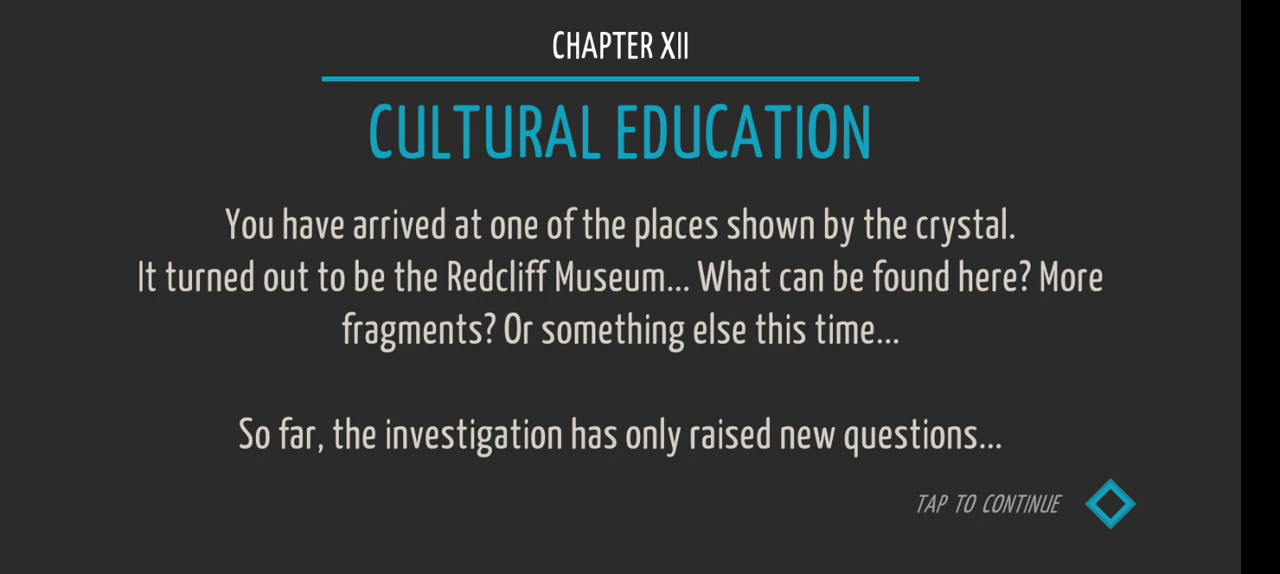 CHAPTER XII
CULTURAL EDUCATION
You have arrived at one of the places shown by the crystal.
It turned out to be the Redcliff Museum... What can be found here? More
fragments? Or something else this time...
So far, the investigation has only raised new questions...
TAP TO CONTINUE